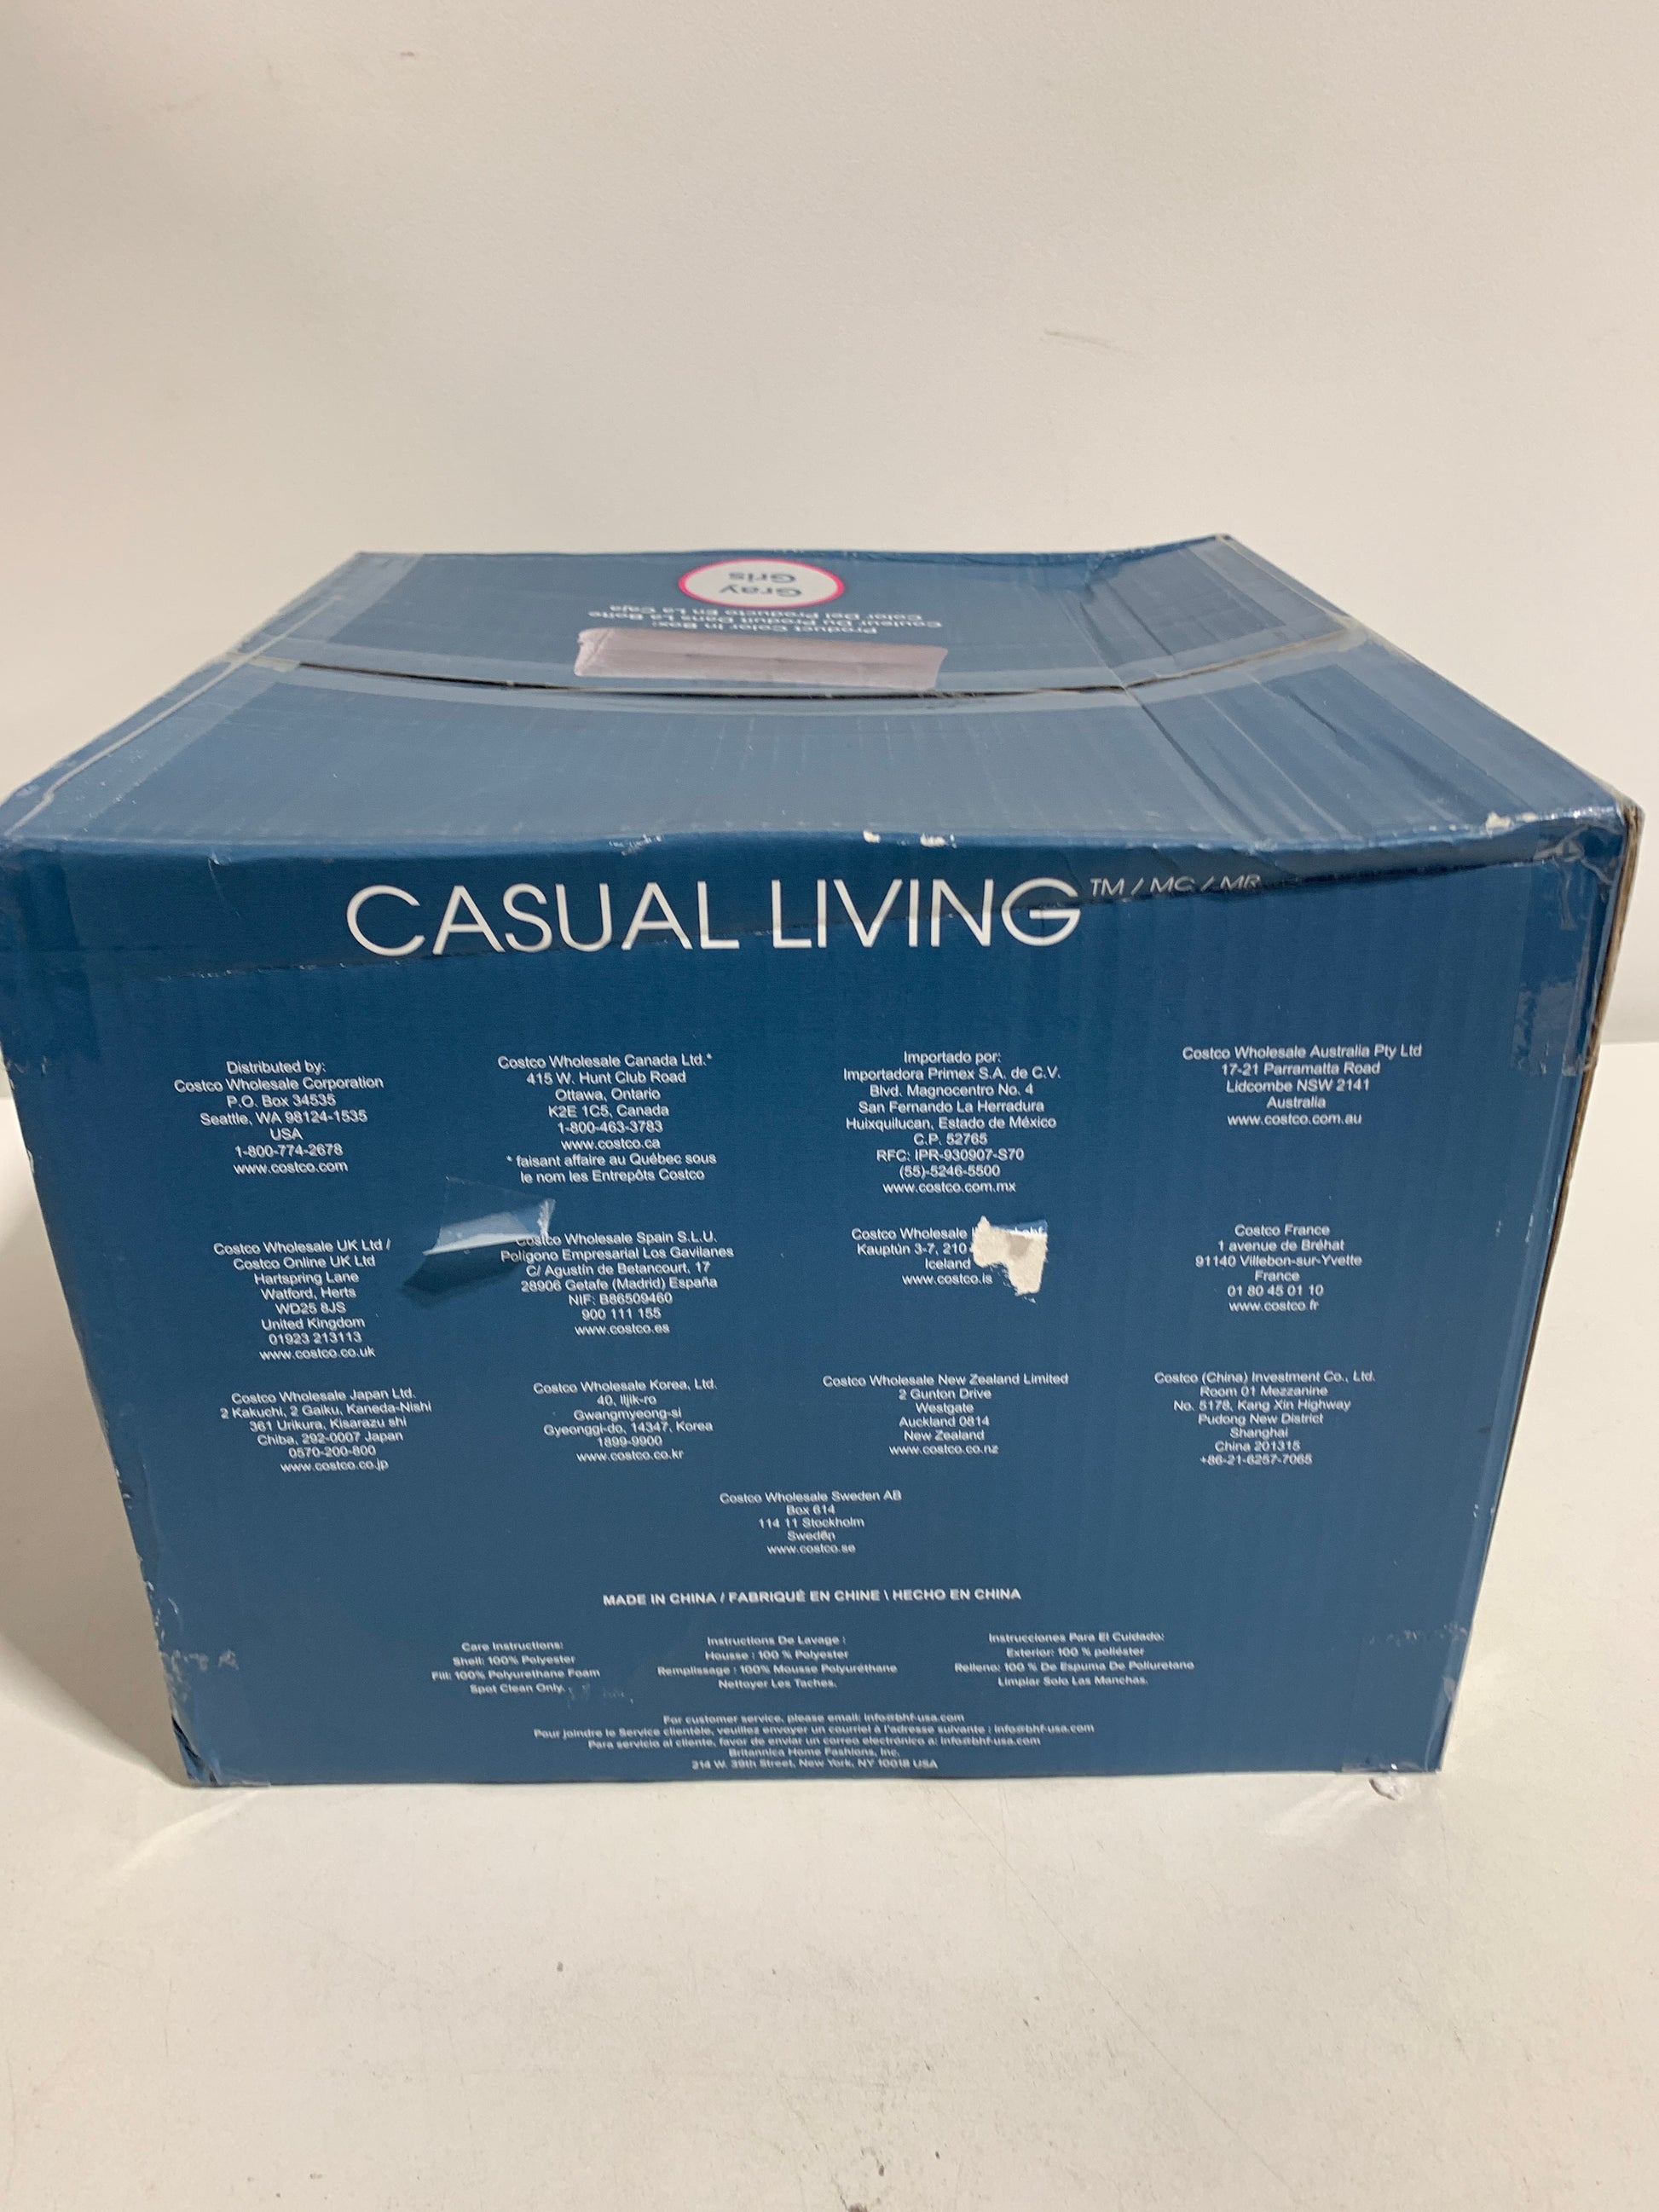 Gray
Gris
Product Color In Box:
Couleur Du Produit Dans La Boîte
Color Del Producto En La Caja
CASUAL LIVING™ / MC / MR
Distributed by:
Costco Wholesale Corporation
P.O. Box 34535
Seattle, WA 98124-1535
USA
1-800-774-2678
www.costco.com
Costco Wholesale Canada Ltd.*
415 W. Hunt Club Road
Ottawa, Ontario
K2E 1C5, Canada
1-800-463-3783
www.costco.ca
* faisant affaire au Québec sous
le nom les Entrepôts Costco
Importado por:
Importadora Primex S.A. de C.V.
Blvd. Magnocentro No. 4
San Fernando La Herradura
Huixquilucan, Estado de México
C.P. 52765
RFC: IPR-930907-S70
(55)-5246-5500
www.costco.com.mx
Costco Wholesale Australia Pty Ltd
17-21 Parramatta Road
Lidcombe NSW 2141
Australia
www.costco.com.au
Costco Wholesale UK Ltd /
Costco Online UK Ltd
Hartspring Lane
Watford, Herts
WD25 8JS
United Kingdom
01923 213113
www.costco.co.uk
Costco Wholesale Spain S.L.U.
Polígono Empresarial Los Gavilanes
C/ Agustín de Betancourt, 17
28906 Getafe (Madrid) España
NIF: B86509460
900 111 155
www.costco.es
Costco Wholesale
Kauptún 3-7, 210
Iceland
www.costco.is
Costco France
1 avenue de Bréhat
91140 Villebon-sur-Yvette
France
01 80 45 01 10
www.costco.fr
Costco Wholesale Japan Ltd.
2 Kakuchi, 2 Gaiku, Kaneda-Nishi
361 Urikura, Kisarazu shi
Chiba, 292-0007 Japan
0570-200-800
www.costco.co.jp
Costco Wholesale Korea, Ltd.
40, Iljik-ro
Gwangmyeong-si
Gyeonggi-do, 14347, Korea
1899-9900
www.costco.co.kr
Costco Wholesale New Zealand Limited
2 Gunton Drive
Westgate
Auckland 0814
New Zealand
www.costco.co.nz
Costco (China) Investment Co., Ltd.
Room 01 Mezzanine
No. 5178, Kang Xin Highway
Pudong New District
Shanghai
China 201315
+86-21-6257-7065
Costco Wholesale Sweden AB
Box 614
114 11 Stockholm
Sweden
www.costco.se
MADE IN CHINA / FABRIQUÉ EN CHINE \ HECHO EN CHINA
Care Instructions:
Shell: 100% Polyester
Fill: 100% Polyurethane Foam
Spot Clean Only.
Instructions De Lavage :
Housse : 100 % Polyester
Remplissage : 100% Mousse Polyuréthane
Nettoyer Les Taches.
Instrucciones Para El Cuidado:
Exterior: 100 % poliéster
Relleno: 100 % De Espuma De Poliuretano
Limpiar Solo Las Manchas.
For customer service, please email: info@bhf-usa.com
Pour joindre le Service clientèle, veuillez envoyer un courriel à l'adresse suivante : info@bhf-usa.com
Para servicio al cliente, favor de enviar un correo electrónico a: info@bhf-usa.com
Britannica Home Fashions, Inc.
214 W. 39th Street, New York, NY 10018 USA